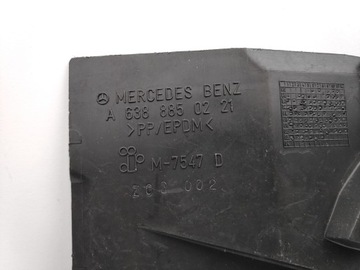 MERCEDES BENZ
A 638 885 02 21
>PP/EPDM<
M-7547 D